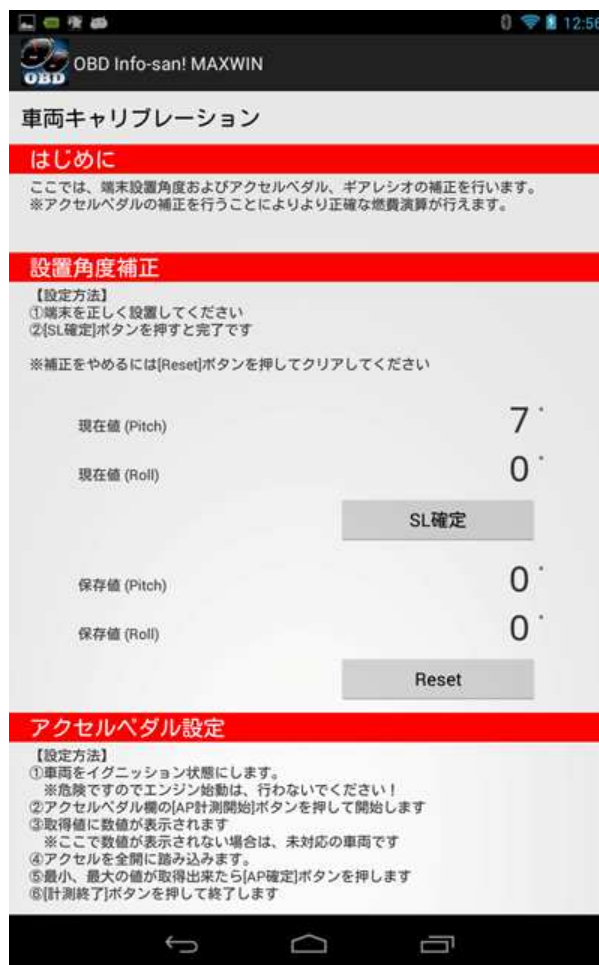 12:56
OBD
OBD Info-san! MAXWIN
車両キャリブレーション
はじめに
ここでは、端末設置角度およびアクセルペダル、ギアレシオの補正を行います。
※アクセルペダルの補正を行うことによりより正確な燃費演算が行えます。
設置角度補正
【設定方法】
①端末を正しく設置してください
②[SL確定]ボタンを押すと完了です
※補正をやめるには[Reset]ボタンを押してクリアしてください
現在値 (Pitch) 7 °
現在値 (Roll) 0 °
SL確定
保存値 (Pitch) 0 °
保存値 (Roll) 0 °
Reset
アクセルペダル設定
【設定方法】
①車両をイグニッション状態にします。
※危険ですのでエンジン始動は、行わないでください！
②アクセルペダル欄の[AP計測開始]ボタンを押して開始します
③取得値に数値が表示されます
※ここで数値が表示されない場合は、未対応の車両です
④アクセルを全開に踏み込みます。
⑤最小、最大の値が取得出来たら[AP確定]ボタンを押します
⑥[計測終了]ボタンを押して終了します